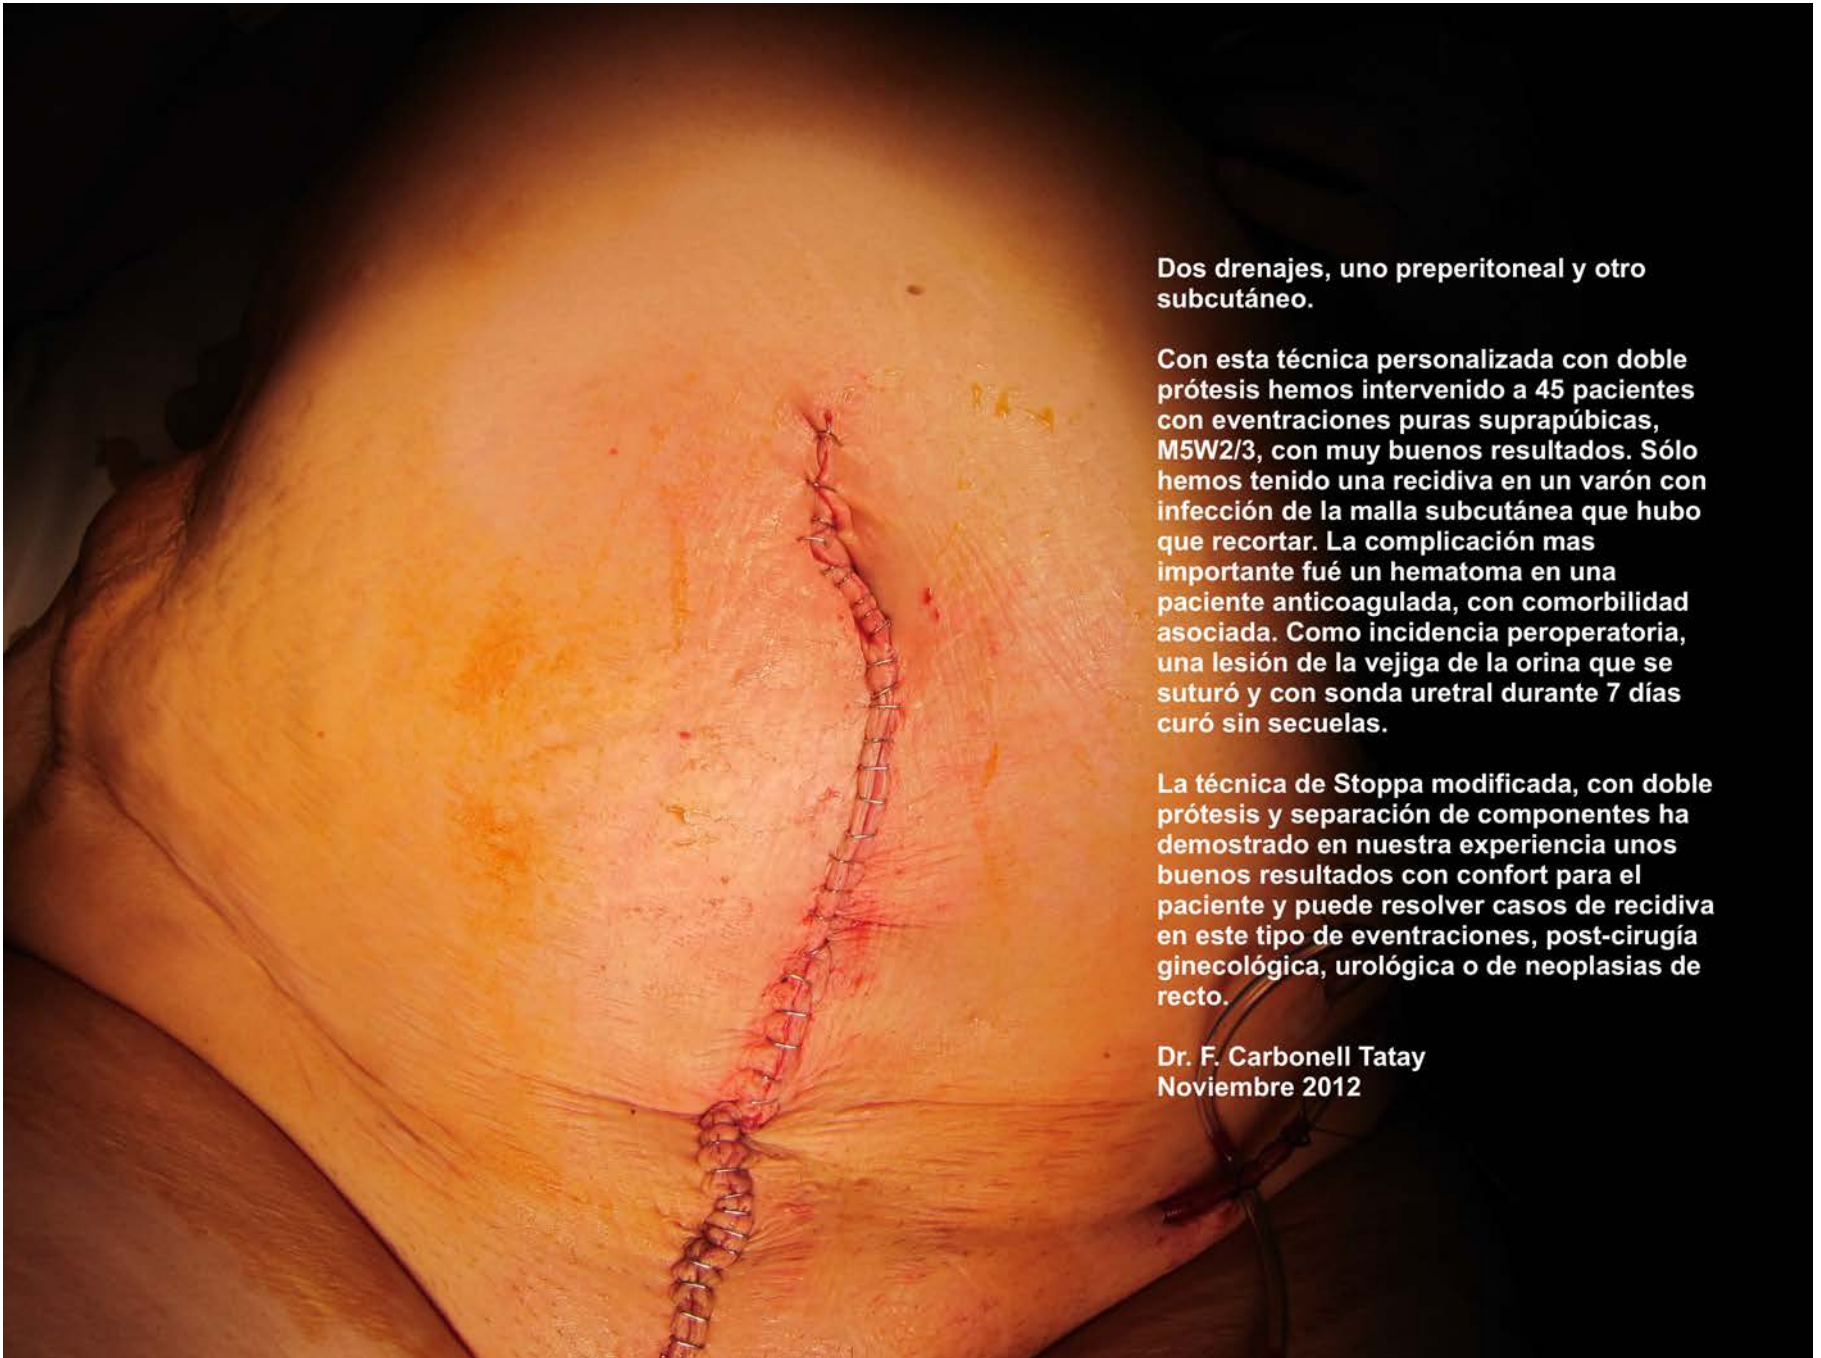 Dos drenajes, uno preperitoneal y otro
subcutáneo.
Con esta técnica personalizada con doble
prótesis hemos intervenido a 45 pacientes
con eventraciones puras suprapúbicas,
M5W2/3, con muy buenos resultados. Sólo
hemos tenido una recidiva en un varón con
infección de la malla subcutánea que hubo
que recortar. La complicación mas
importante fué un hematoma en una
paciente anticoagulada, con comorbilidad
asociada. Como incidencia peroperatoria,
una lesión de la vejiga de la orina que se
suturó y con sonda uretral durante 7 días
curó sin secuelas.
La técnica de Stoppa modificada, con doble
prótesis y separación de componentes ha
demostrado en nuestra experiencia unos
buenos resultados con confort para el
paciente y puede resolver casos de recidiva
en este tipo de eventraciones, post-cirugía
ginecológica, urológica o de neoplasias de
recto.
Dr. F. Carbonell Tatay
Noviembre 2012